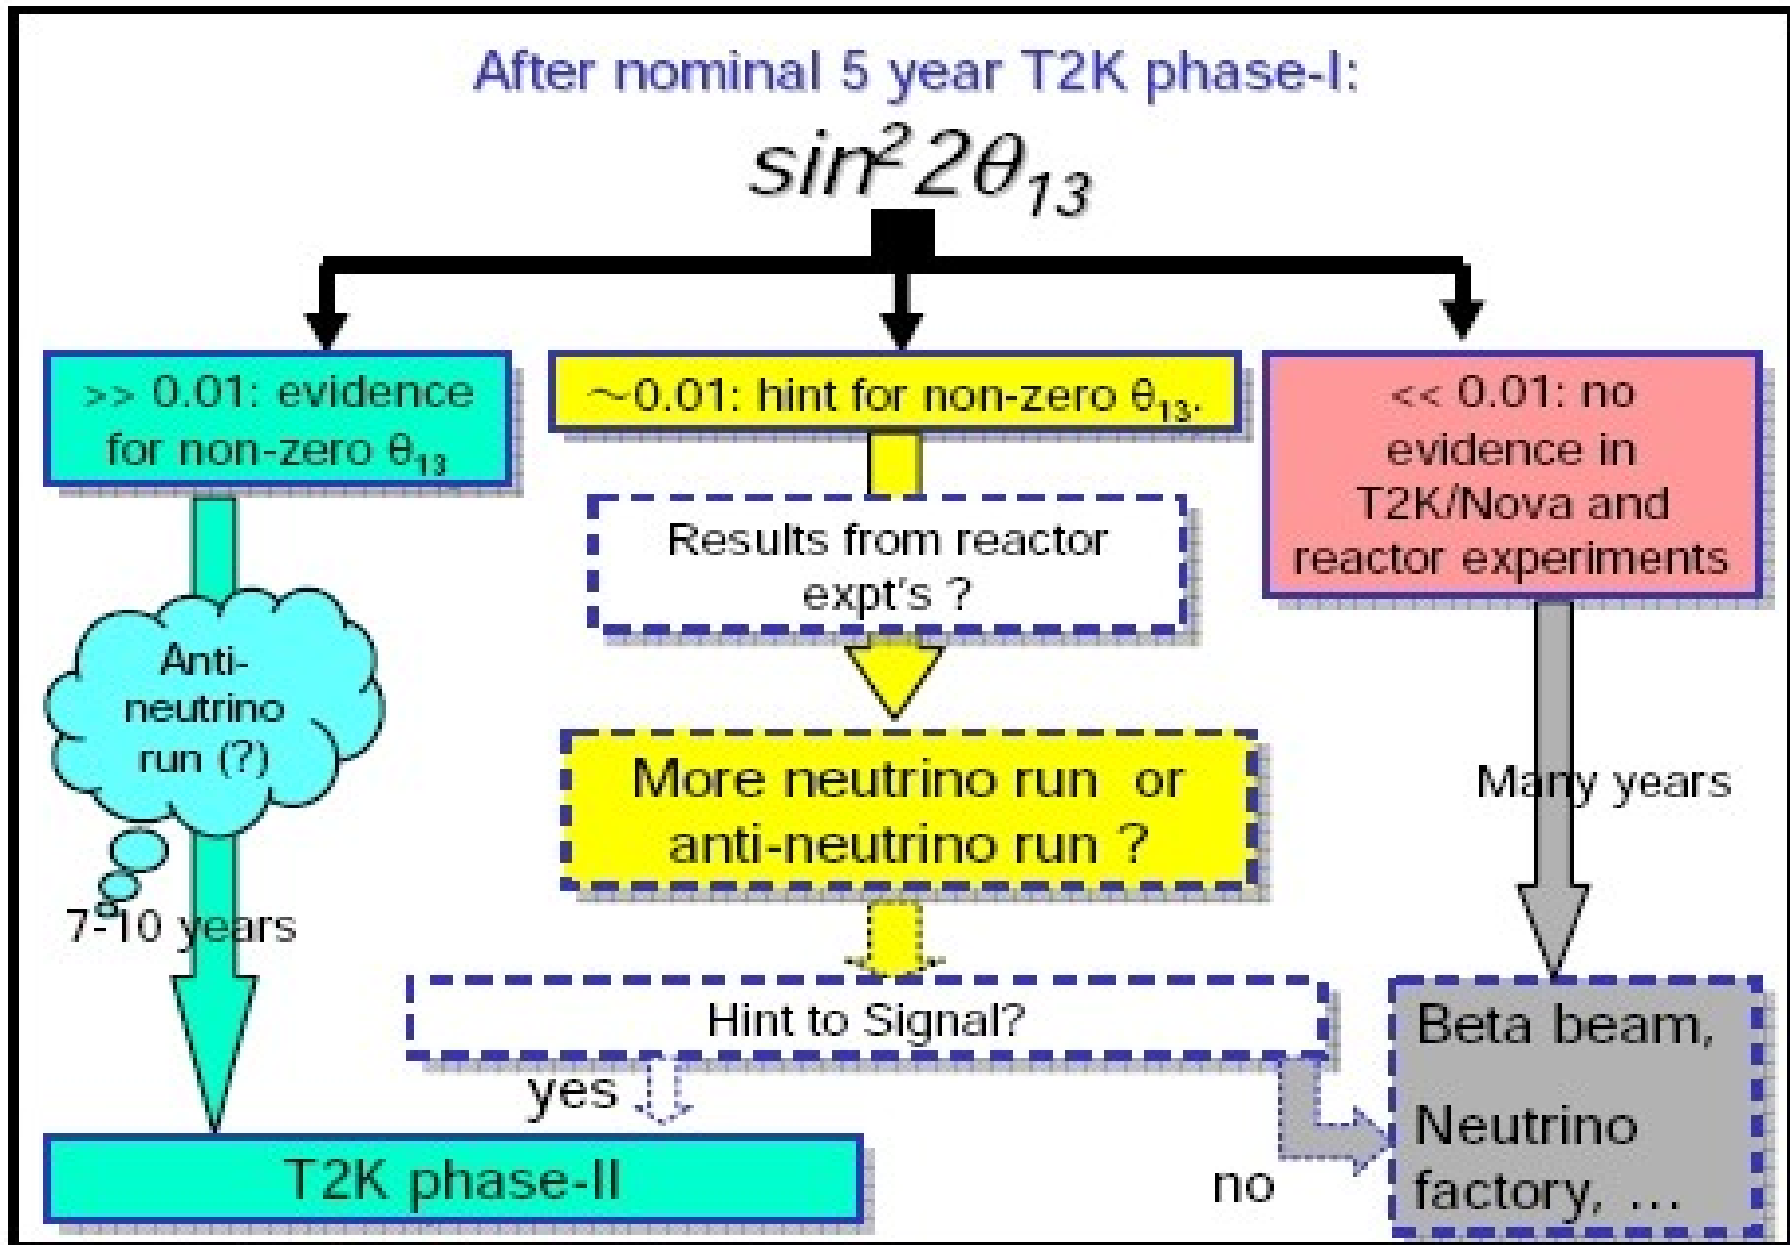 After nominal 5 year T2K phase-I:
sin²2θ₁₃
>> 0.01: evidence
for non-zero θ₁₃
～0.01: hint for non-zero θ₁₃.
<< 0.01: no
evidence in
T2K/Nova and
reactor experiments
Results from reactor
expt's ?
Anti-
neutrino
run (?)
More neutrino run or
anti-neutrino run ?
Many years
7-10 years
Hint to Signal?
yes
no
T2K phase-II
Beta beam,
Neutrino
factory, ...